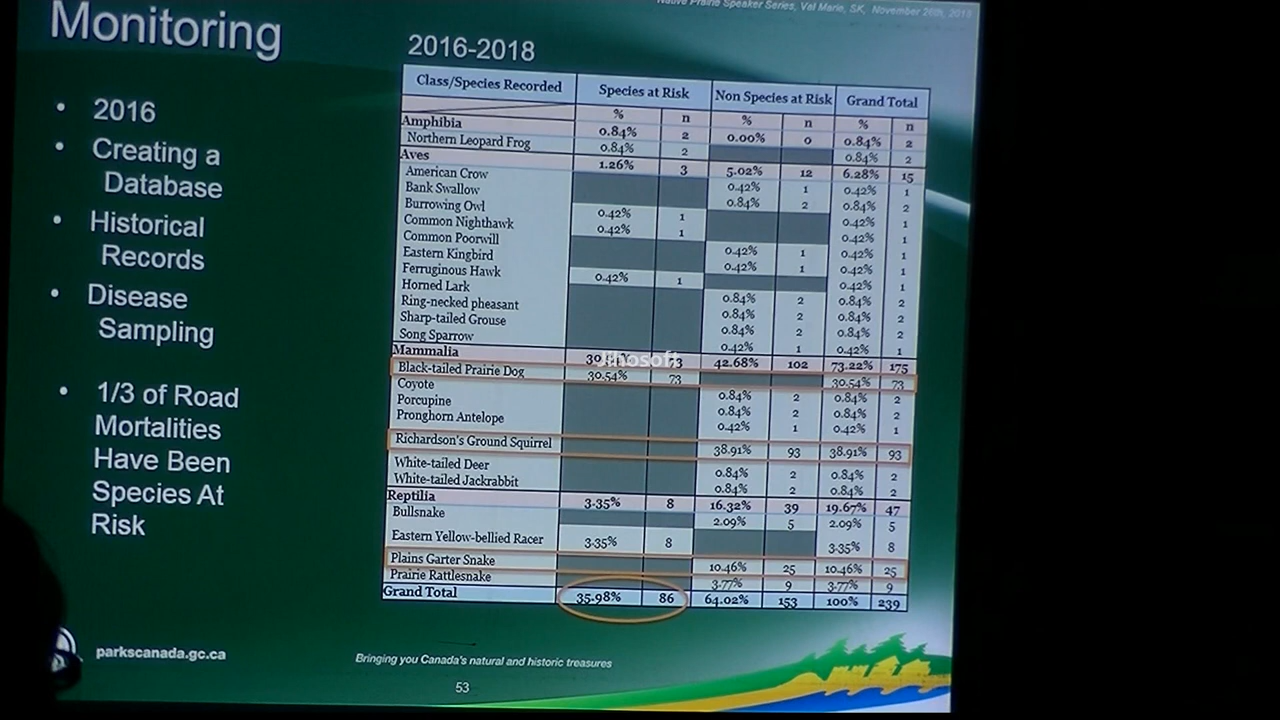 Native Prairie Speaker Series, Val Marie, SK, November 26th, 2019
Monitoring
• 2016
• Creating a
Database
• Historical
Records
• Disease
Sampling
• 1/3 of Road
Mortalities
Have Been
Species At
Risk
2016-2018
Class/Species Recorded Species at Risk Non Species at Risk Grand Total
% n % n % n
Amphibia 0.84% 2 0.00% 0 0.84% 2
Northern Leopard Frog 0.84% 2 0.84% 2
Aves 1.26% 3 5.02% 12 6.28% 15
American Crow 0.42% 1 0.42% 1
Bank Swallow 0.84% 2 0.84% 2
Burrowing Owl 0.42% 1 0.42% 1
Common Nighthawk 0.42% 1 0.42% 1
Common Poorwill 0.42% 1 0.42% 1
Eastern Kingbird 0.42% 1 0.42% 1
Ferruginous Hawk 0.42% 1 0.42% 1
Horned Lark 0.84% 2 0.84% 2
Ring-necked pheasant 0.84% 2 0.84% 2
Sharp-tailed Grouse 0.84% 2 0.84% 2
Song Sparrow 0.42% 1 0.42% 1
Mammalia 73 42.68% 102 73.22% 175
Jihosoft
Black-tailed Prairie Dog 30.54% 73 30.54% 73
Coyote 0.84% 2 0.84% 2
Porcupine 0.84% 2 0.84% 2
Pronghorn Antelope 0.42% 1 0.42% 1
Richardson's Ground Squirrel 38.91% 93 38.91% 93
White-tailed Deer 0.84% 2 0.84% 2
White-tailed Jackrabbit 0.84% 2 0.84% 2
Reptilia 3.35% 8 16.32% 39 19.67% 47
Bullsnake 2.09% 5 2.09% 5
Eastern Yellow-bellied Racer 3.35% 8 3.35% 8
Plains Garter Snake 10.46% 25 10.46% 25
Prairie Rattlesnake 3.77% 9 3.77% 9
Grand Total 35.98% 86 64.02% 153 100% 239
parkscanada.gc.ca
Bringing you Canada's natural and historic treasures
53